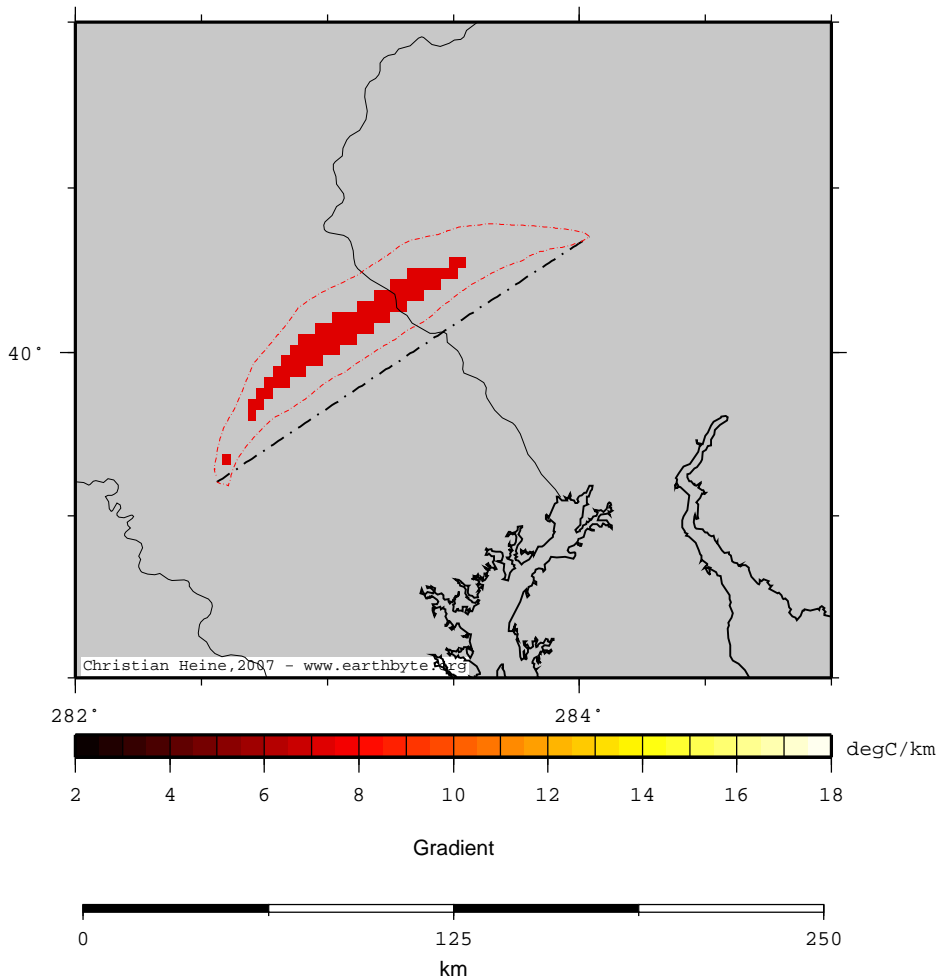 40°
Christian Heine,2007 - www.earthbyte.org
282° 284°
degC/km
2 4 6 8 10 12 14 16 18
Gradient
0 125 250
km